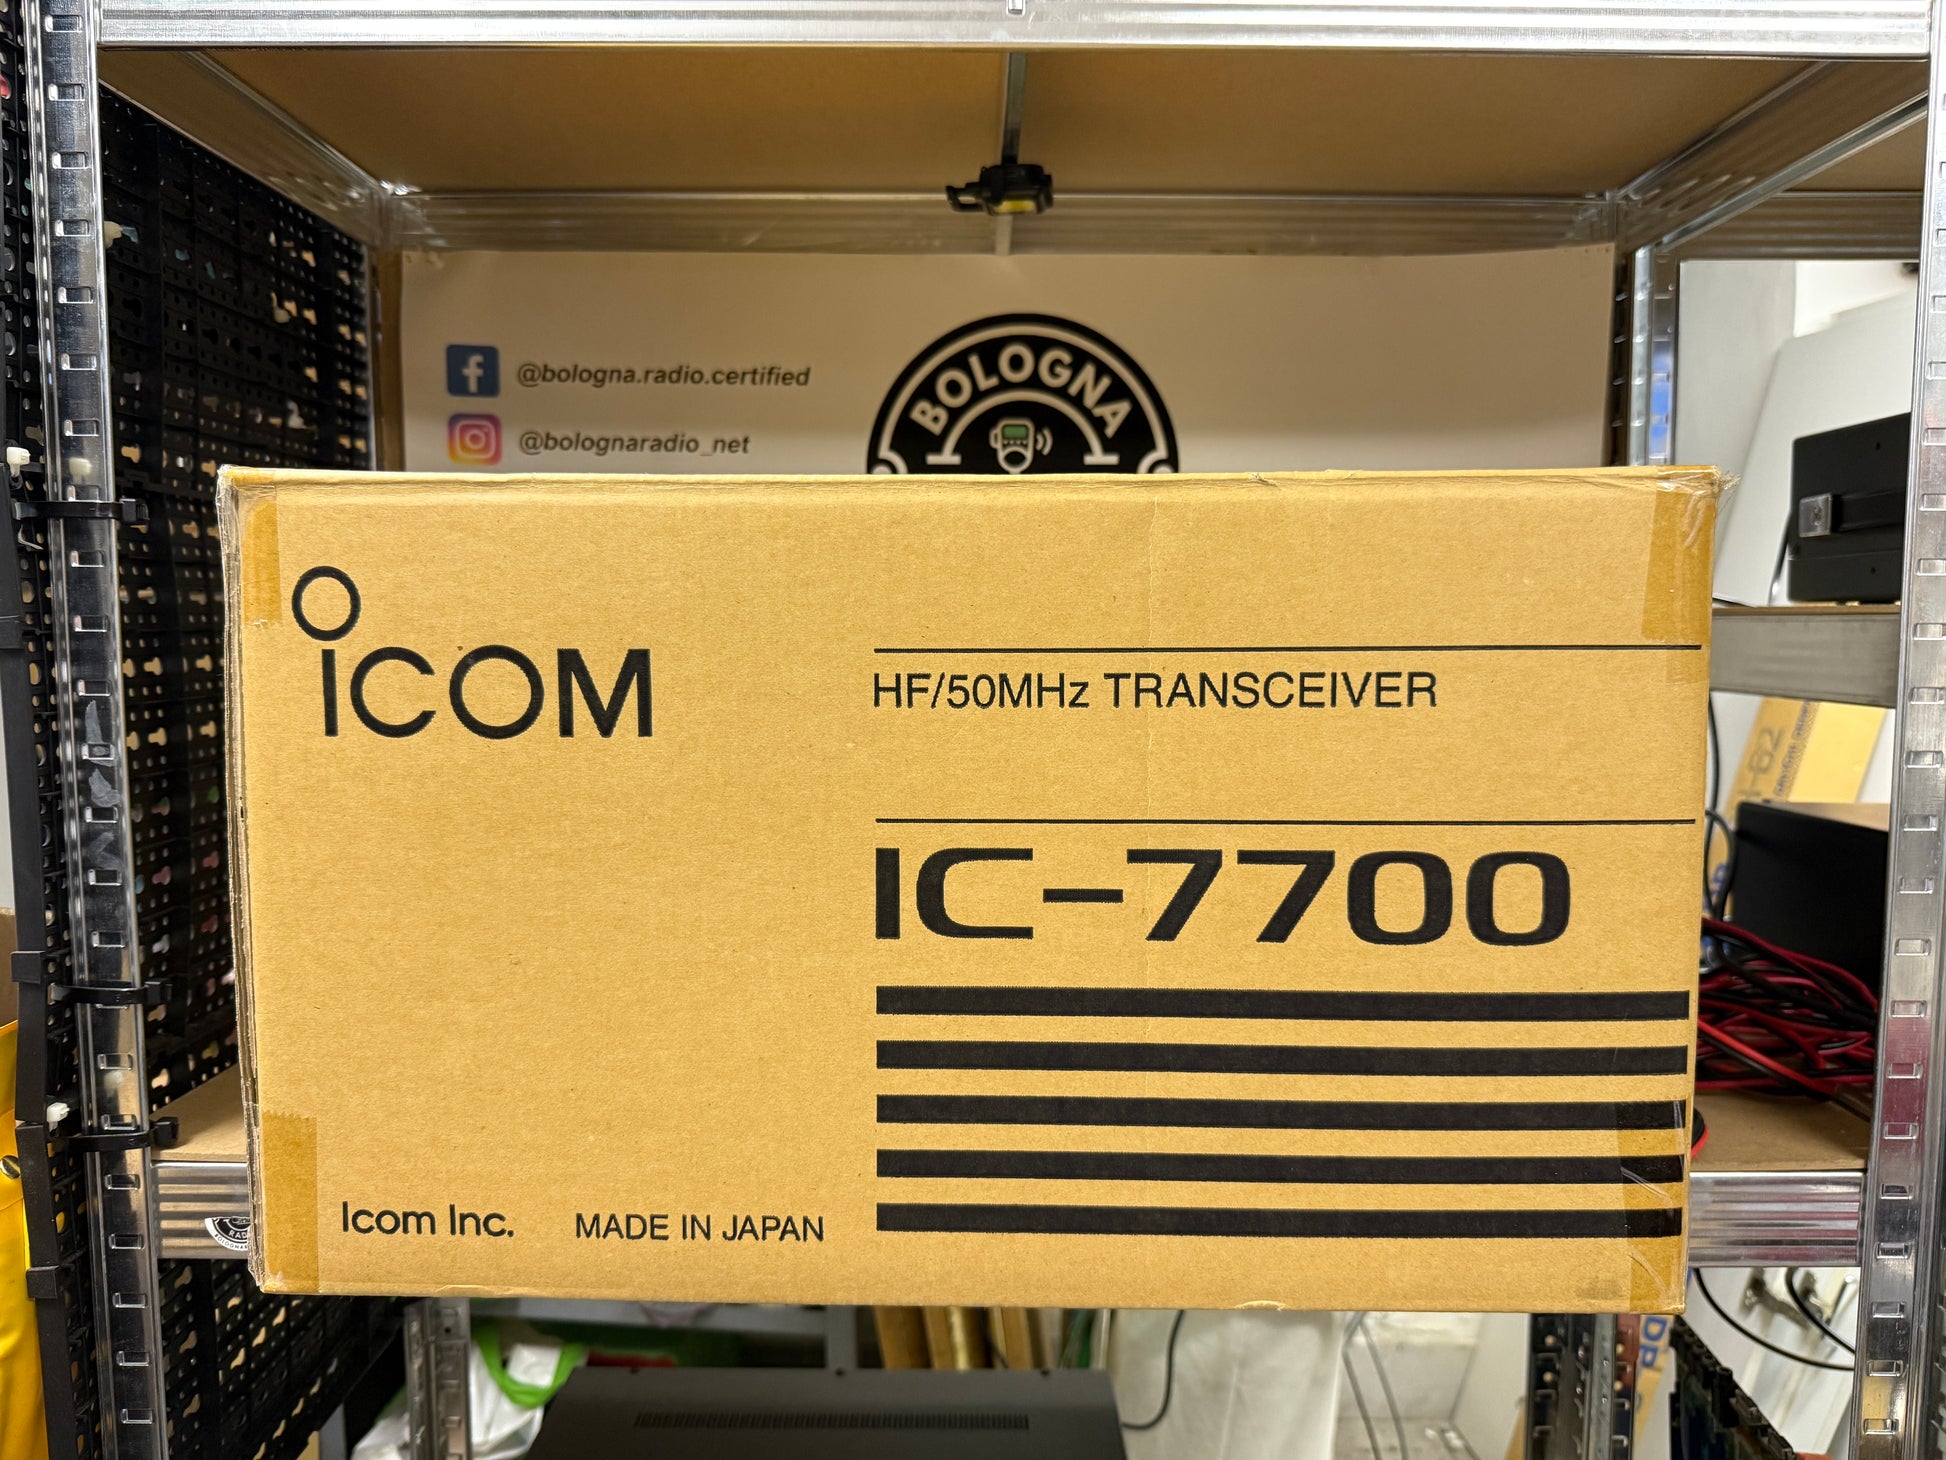 @bologna.radio.certified
@bolognaradio_net
BOLOGNA
ICOM
HF/50MHz TRANSCEIVER
IC-7700
Icom Inc.
MADE IN JAPAN